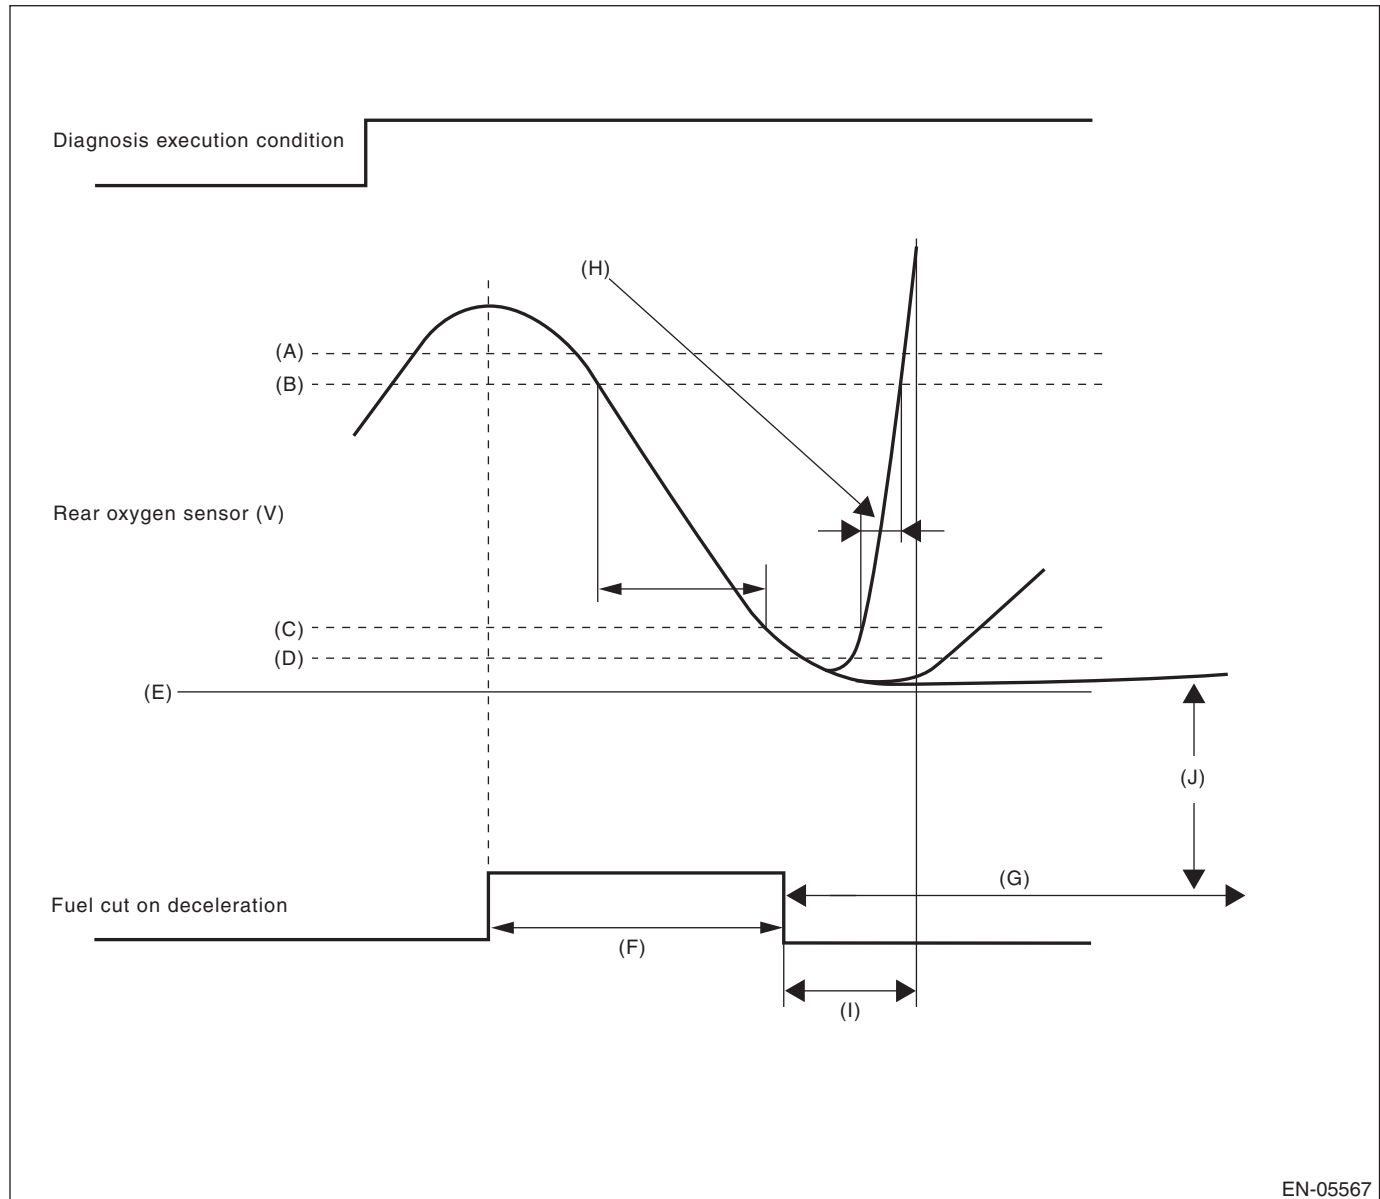 Diagnosis execution condition
(H)
(A)
(B)
Rear oxygen sensor (V)
(C)
(D)
(E)
(J)
(G)
Fuel cut on deceleration
(F)
(I)
EN-05567